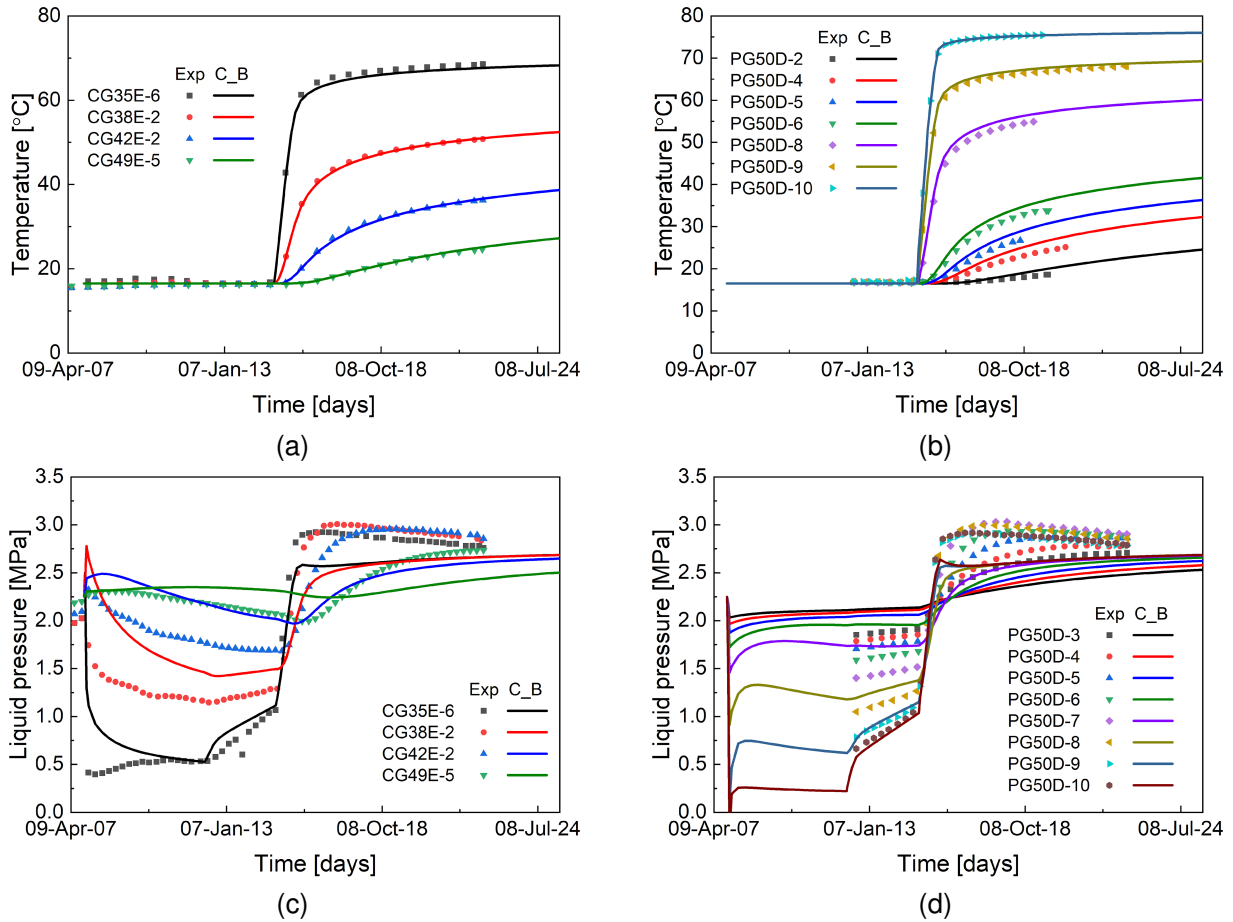 80
60
40
20
0
Temperature [°C]
Exp C_B
CG35E-6
CG38E-2
CG42E-2
CG49E-5
09-Apr-07 07-Jan-13 08-Oct-18 08-Jul-24
Time [days]
(a)
80
70
60
50
40
30
20
10
0
Temperature [°C]
Exp C_B
PG50D-2
PG50D-4
PG50D-5
PG50D-6
PG50D-8
PG50D-9
PG50D-10
09-Apr-07 07-Jan-13 08-Oct-18 08-Jul-24
Time [days]
(b)
3.5
3.0
2.5
2.0
1.5
1.0
0.5
0.0
Liquid pressure [MPa]
Exp C_B
CG35E-6
CG38E-2
CG42E-2
CG49E-5
09-Apr-07 07-Jan-13 08-Oct-18 08-Jul-24
Time [days]
(c)
3.5
3.0
2.5
2.0
1.5
1.0
0.5
0.0
Liquid pressure [MPa]
Exp C_B
PG50D-3
PG50D-4
PG50D-5
PG50D-6
PG50D-7
PG50D-8
PG50D-9
PG50D-10
09-Apr-07 07-Jan-13 08-Oct-18 08-Jul-24
Time [days]
(d)